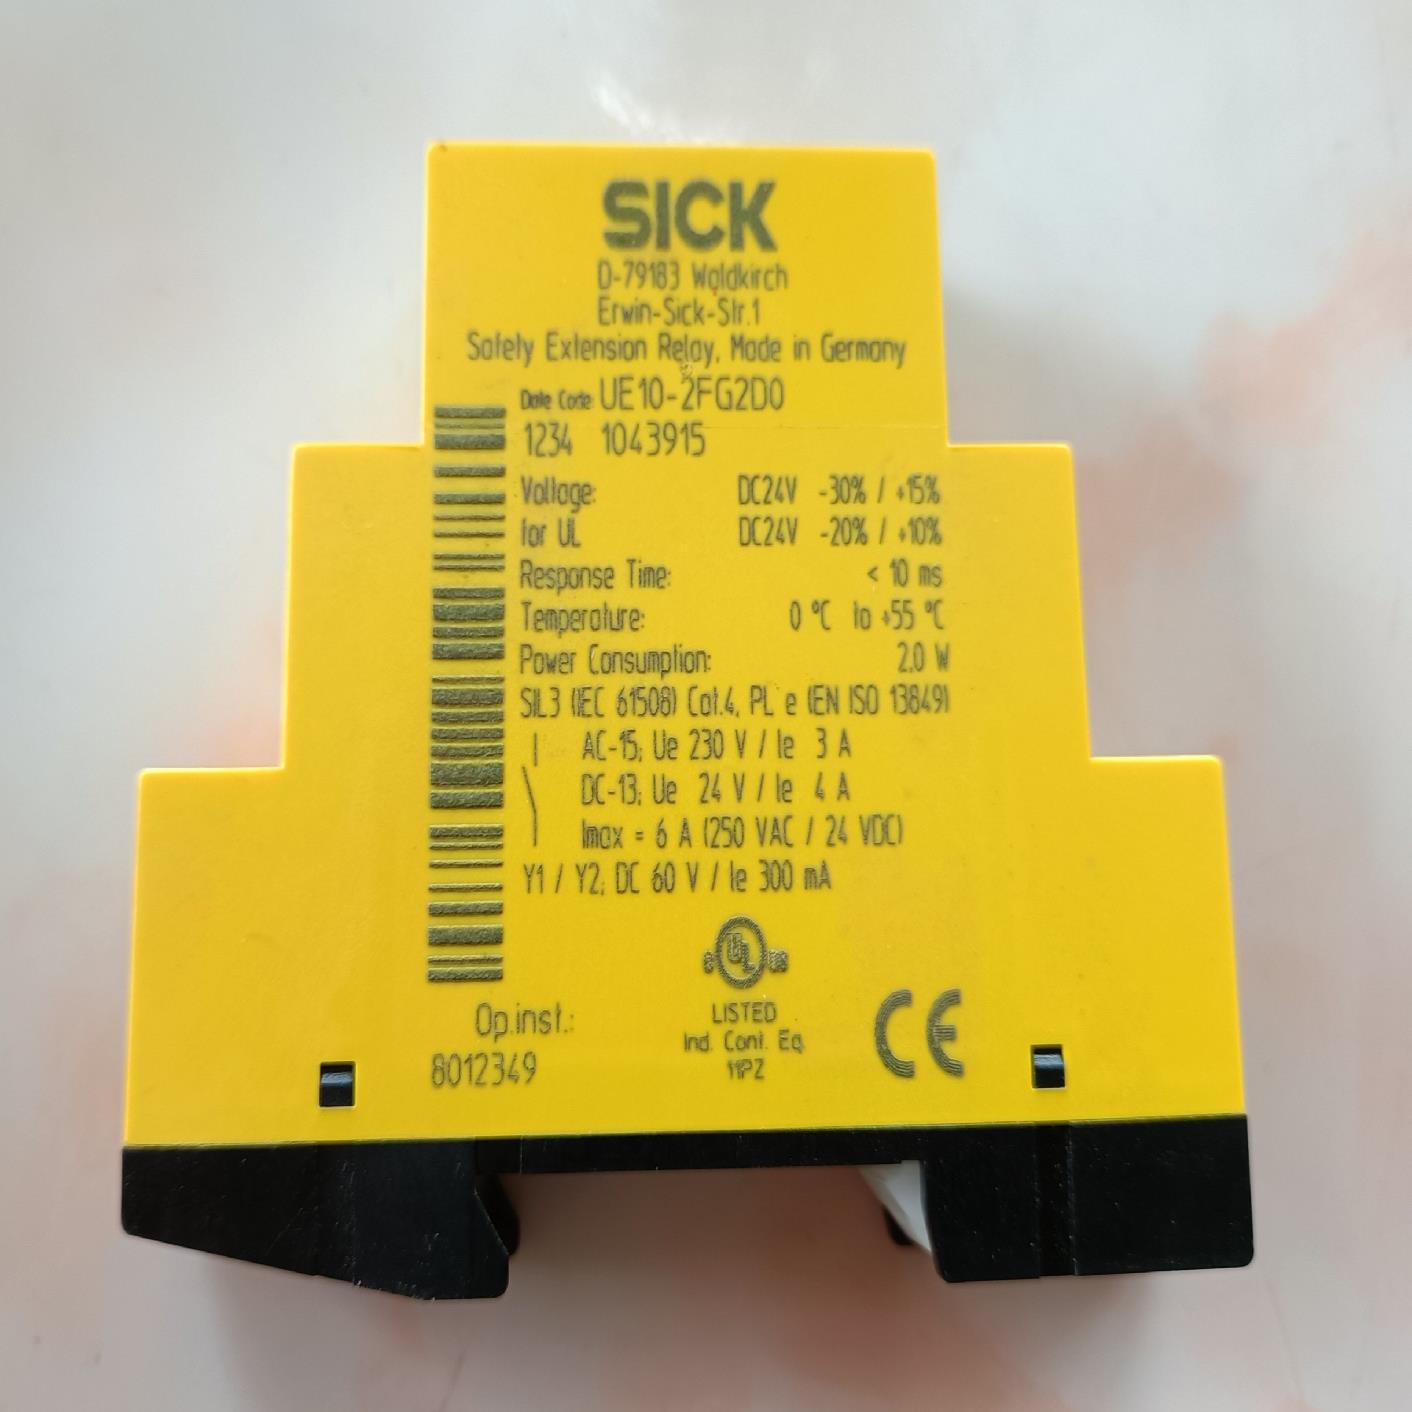 SICK
D-79183 Waldkirch
Erwin-Sick-Str.1
Safety Extension Relay, Made in Germany
Date Code: UE10-2FG2D0
1234 1043915
Voltage: DC24V -30% / +15%
for UL DC24V -20% / +10%
Response Time: < 10 ms
Temperature: 0 °C to +55 °C
Power Consumption: 2.0 W
SIL3 (IEC 61508) Cat.4, PL e (EN ISO 13849)
AC-15; Ue 230 V / Ie 3 A
DC-13; Ue 24 V / Ie 4 A
Imax = 6 A (250 VAC / 24 VDC)
Y1 / Y2; DC 60 V / Ie 300 mA
C UL US
LISTED
Ind. Cont. Eq.
11PZ
CE
Op.inst.:
8012349